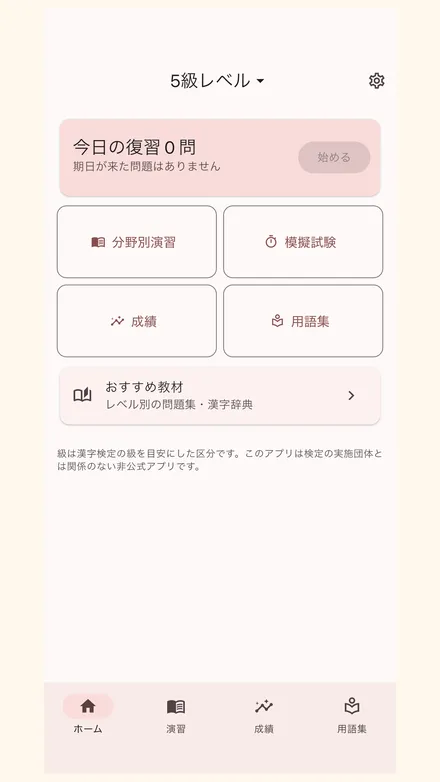 5級レベル
今日の復習0問
期日が来た問題はありません
始める
分野別演習
模擬試験
成績
用語集
おすすめ教材
レベル別の問題集・漢字辞典
級は漢字検定の級を目安にした区分です。このアプリは検定の実施団体と
は関係のない非公式アプリです。
ホーム
演習
成績
用語集